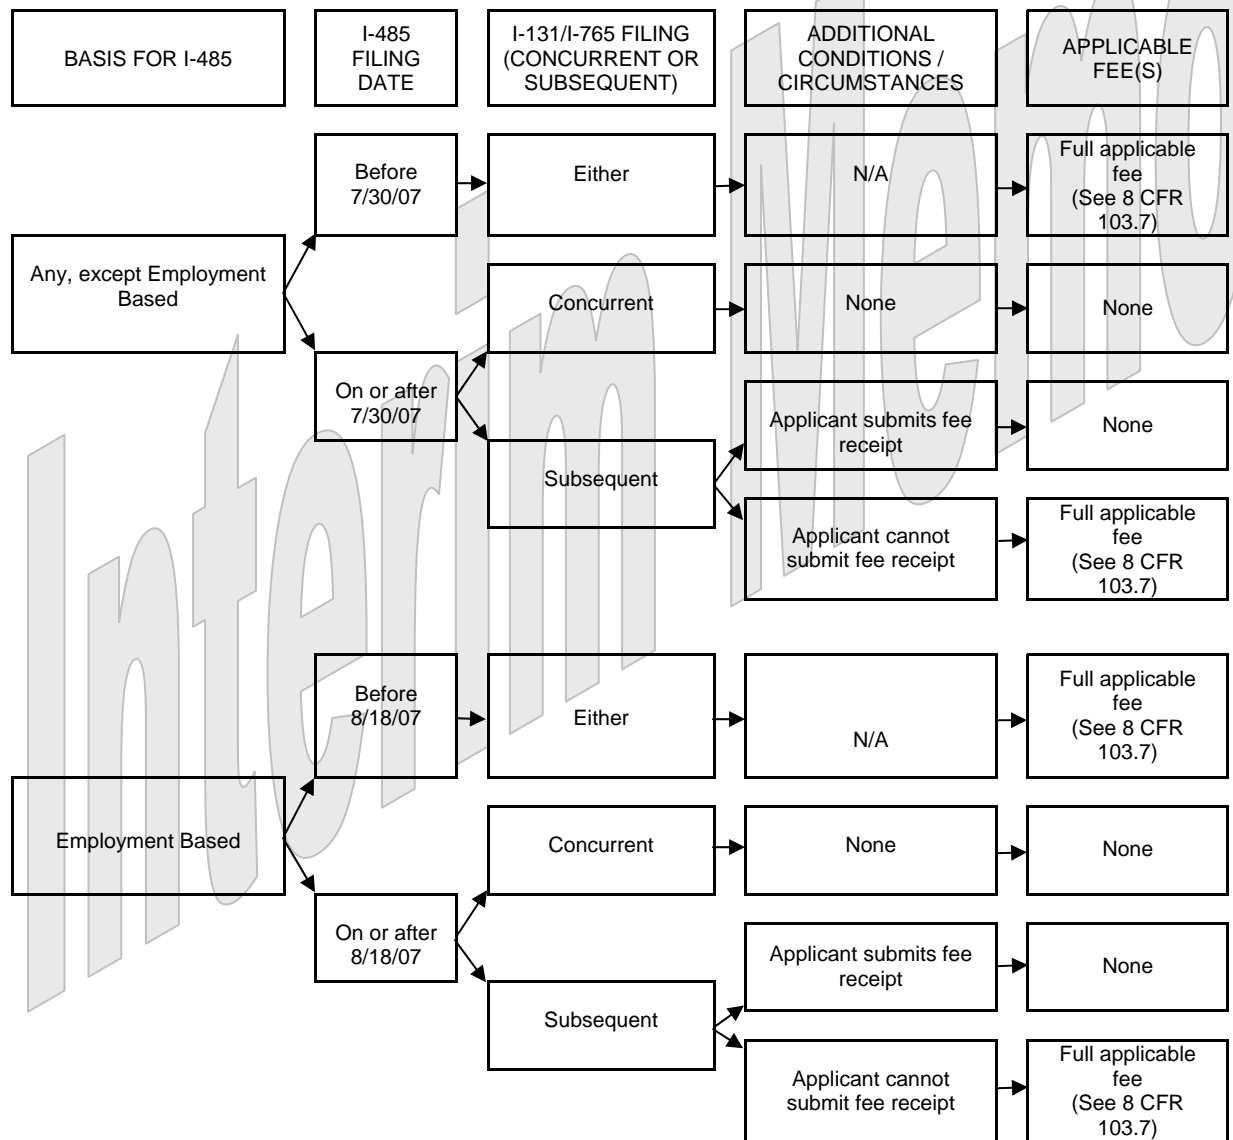 BASIS FOR I-485
I-485
FILING
DATE
I-131/I-765 FILING
(CONCURRENT OR
SUBSEQUENT)
ADDITIONAL
CONDITIONS /
CIRCUMSTANCES
APPLICABLE
FEE(S)
Any, except Employment
Based
Before
7/30/07
Either
N/A
Full applicable
fee
(See 8 CFR
103.7)
On or after
7/30/07
Concurrent
None
None
Subsequent
Applicant submits fee
receipt
None
Applicant cannot
submit fee receipt
Full applicable
fee
(See 8 CFR
103.7)
Employment Based
Before
8/18/07
Either
N/A
Full applicable
fee
(See 8 CFR
103.7)
On or after
8/18/07
Concurrent
None
None
Subsequent
Applicant submits fee
receipt
None
Applicant cannot
submit fee receipt
Full applicable
fee
(See 8 CFR
103.7)
Interim Memo